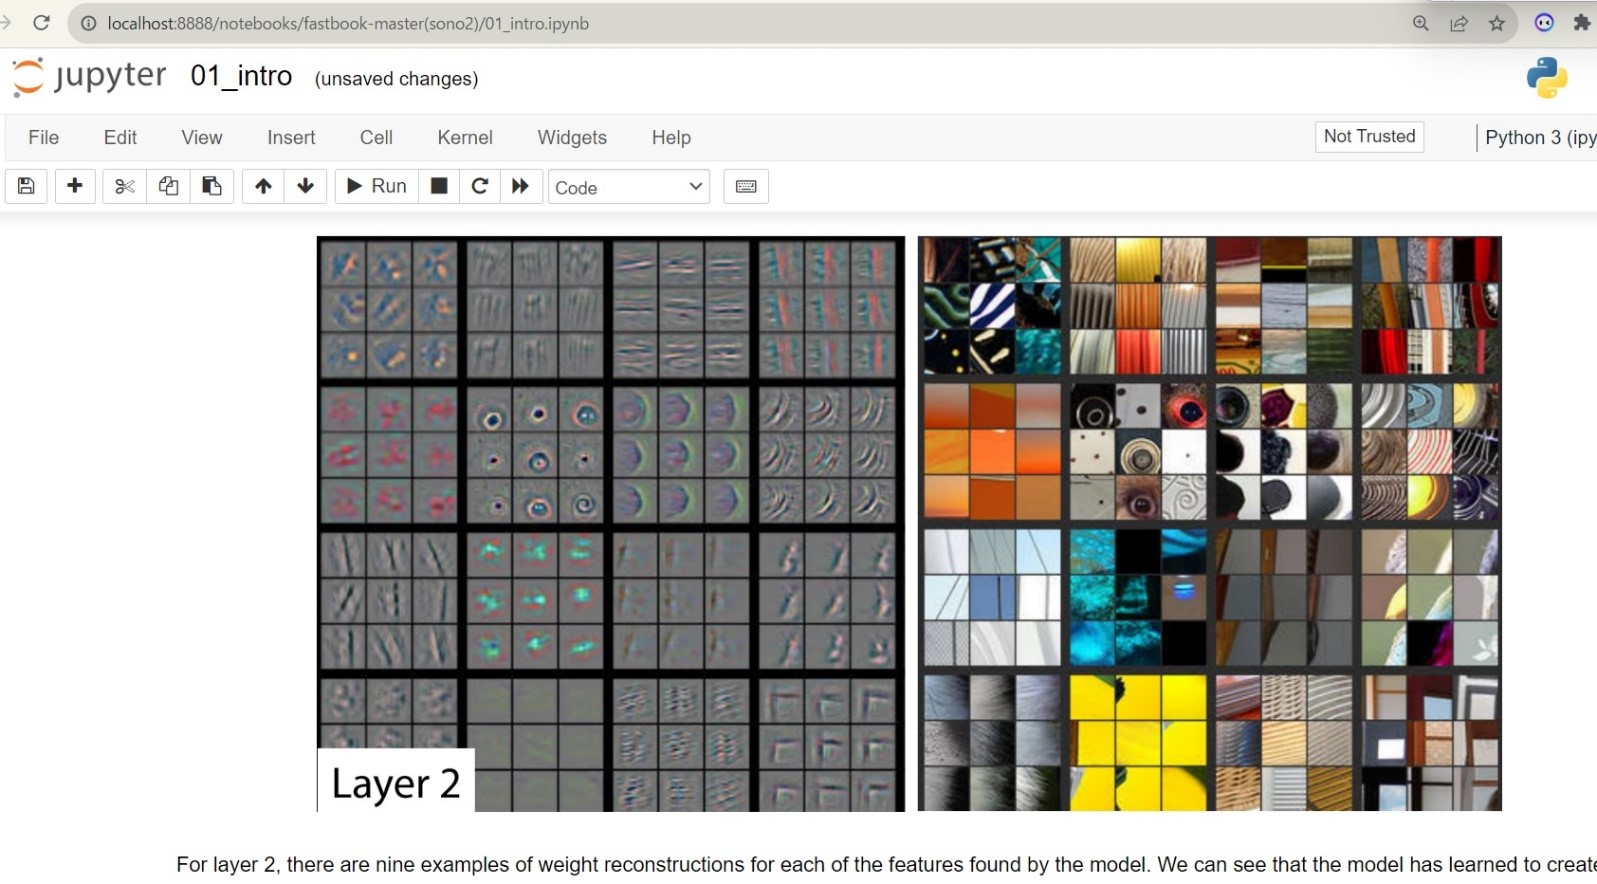 localhost:8888/notebooks/fastbook-master(sono2)/01_intro.ipynb
jupyter 01_intro (unsaved changes)
File Edit View Insert Cell Kernel Widgets Help Not Trusted Python 3 (ipy
Run Code
Layer 2
For layer 2, there are nine examples of weight reconstructions for each of the features found by the model. We can see that the model has learned to create